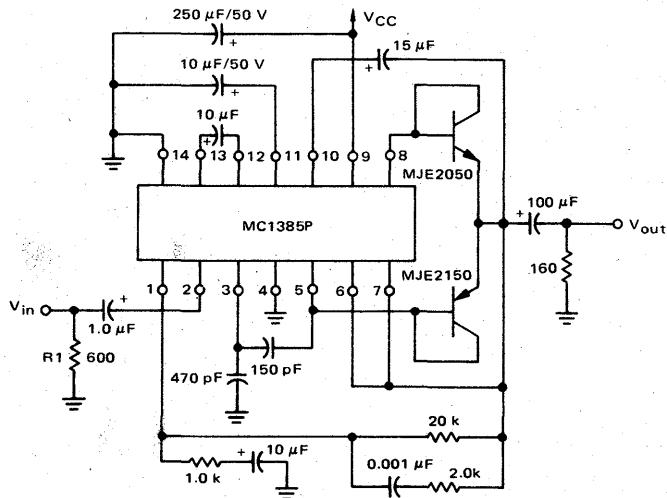 250 µF/50 V
+
VCC
10 µF/50 V
+
15 µF
+
10 µF
+
14
13
12
11
10
9
8
MJE2050
MC1385P
100 µF
+
Vout
MJE2150
160
Vin
1
2
3
4
5
6
7
+
1.0 µF
R1
600
150 pF
470 pF
20 k
+
10 µF
0.001 µF
2.0k
1.0 k